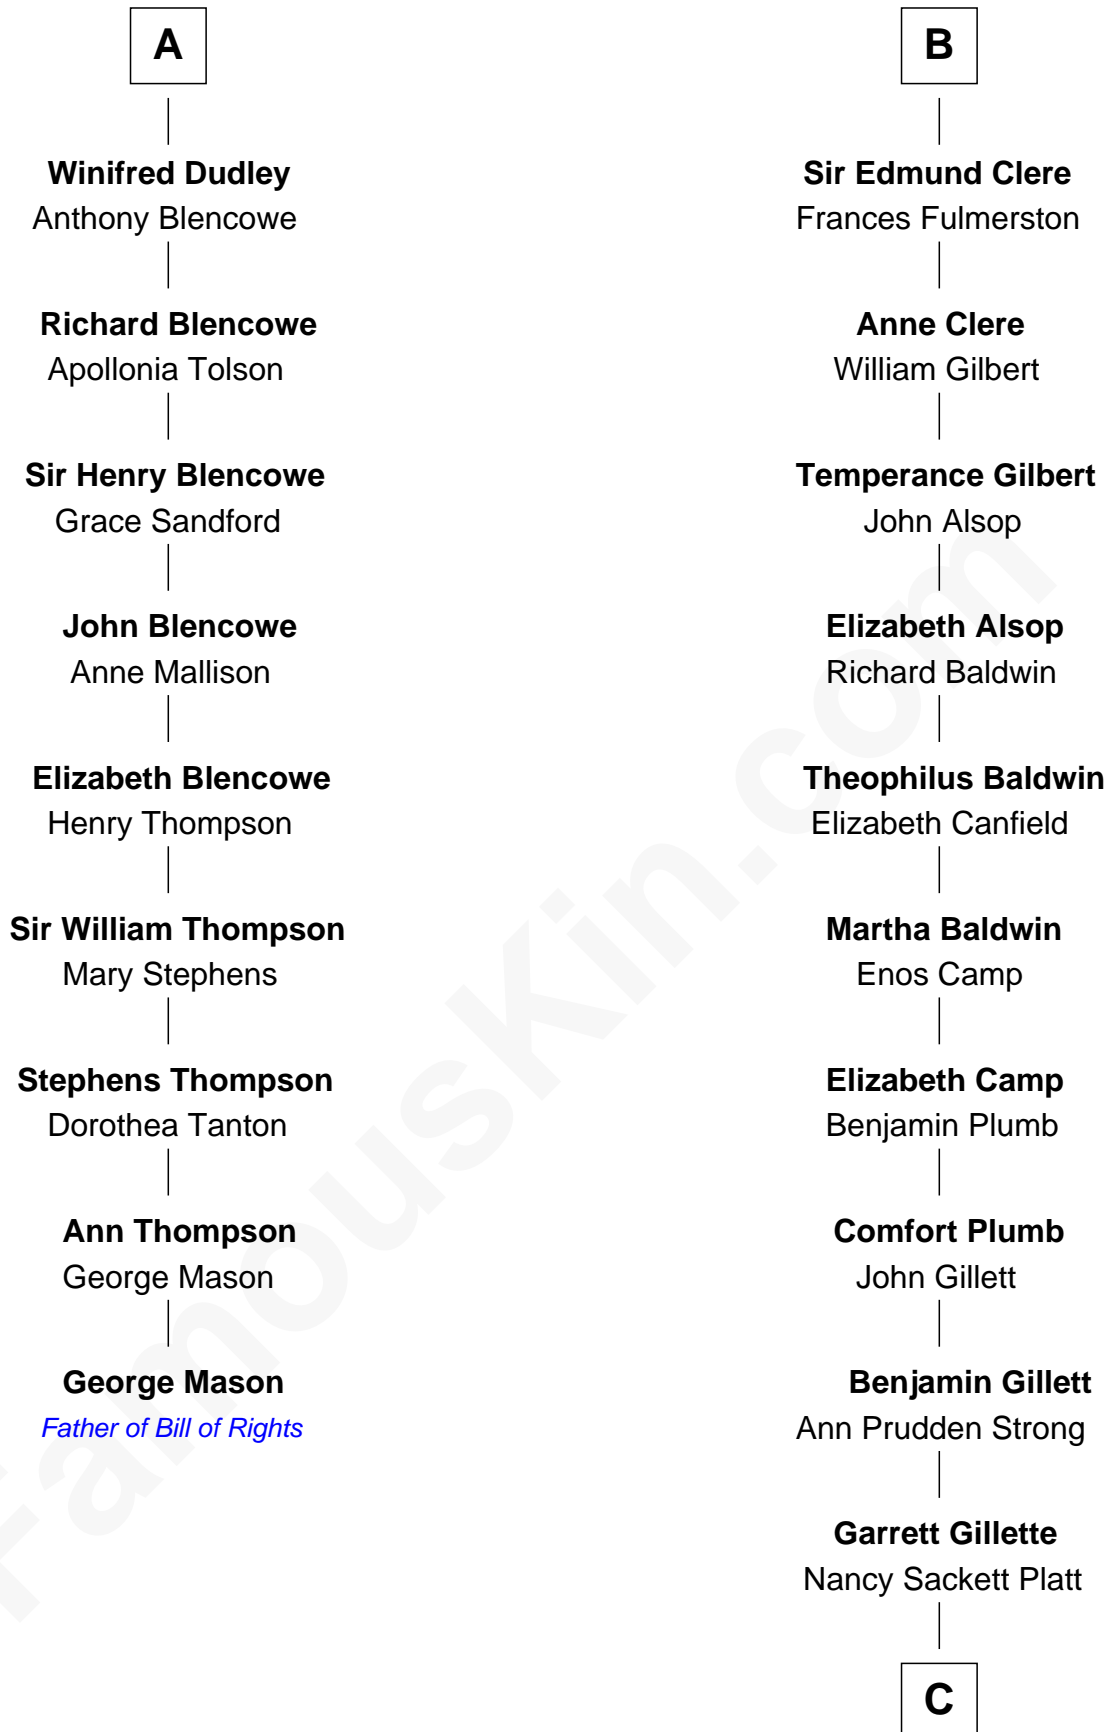 A
Winifred Dudley
Anthony Blencowe
Richard Blencowe
Apollonia Tolson
Sir Henry Blencowe
Grace Sandford
John Blencowe
Anne Mallison
Elizabeth Blencowe
Henry Thompson
Sir William Thompson
Mary Stephens
Stephens Thompson
Dorothea Tanton
Ann Thompson
George Mason
George Mason
Father of Bill of Rights
B
Sir Edmund Clere
Frances Fulmerston
Anne Clere
William Gilbert
Temperance Gilbert
John Alsop
Elizabeth Alsop
Richard Baldwin
Theophilus Baldwin
Elizabeth Canfield
Martha Baldwin
Enos Camp
Elizabeth Camp
Benjamin Plumb
Comfort Plumb
John Gillett
Benjamin Gillett
Ann Prudden Strong
Garrett Gillette
Nancy Sackett Platt
C
FamousKin.com